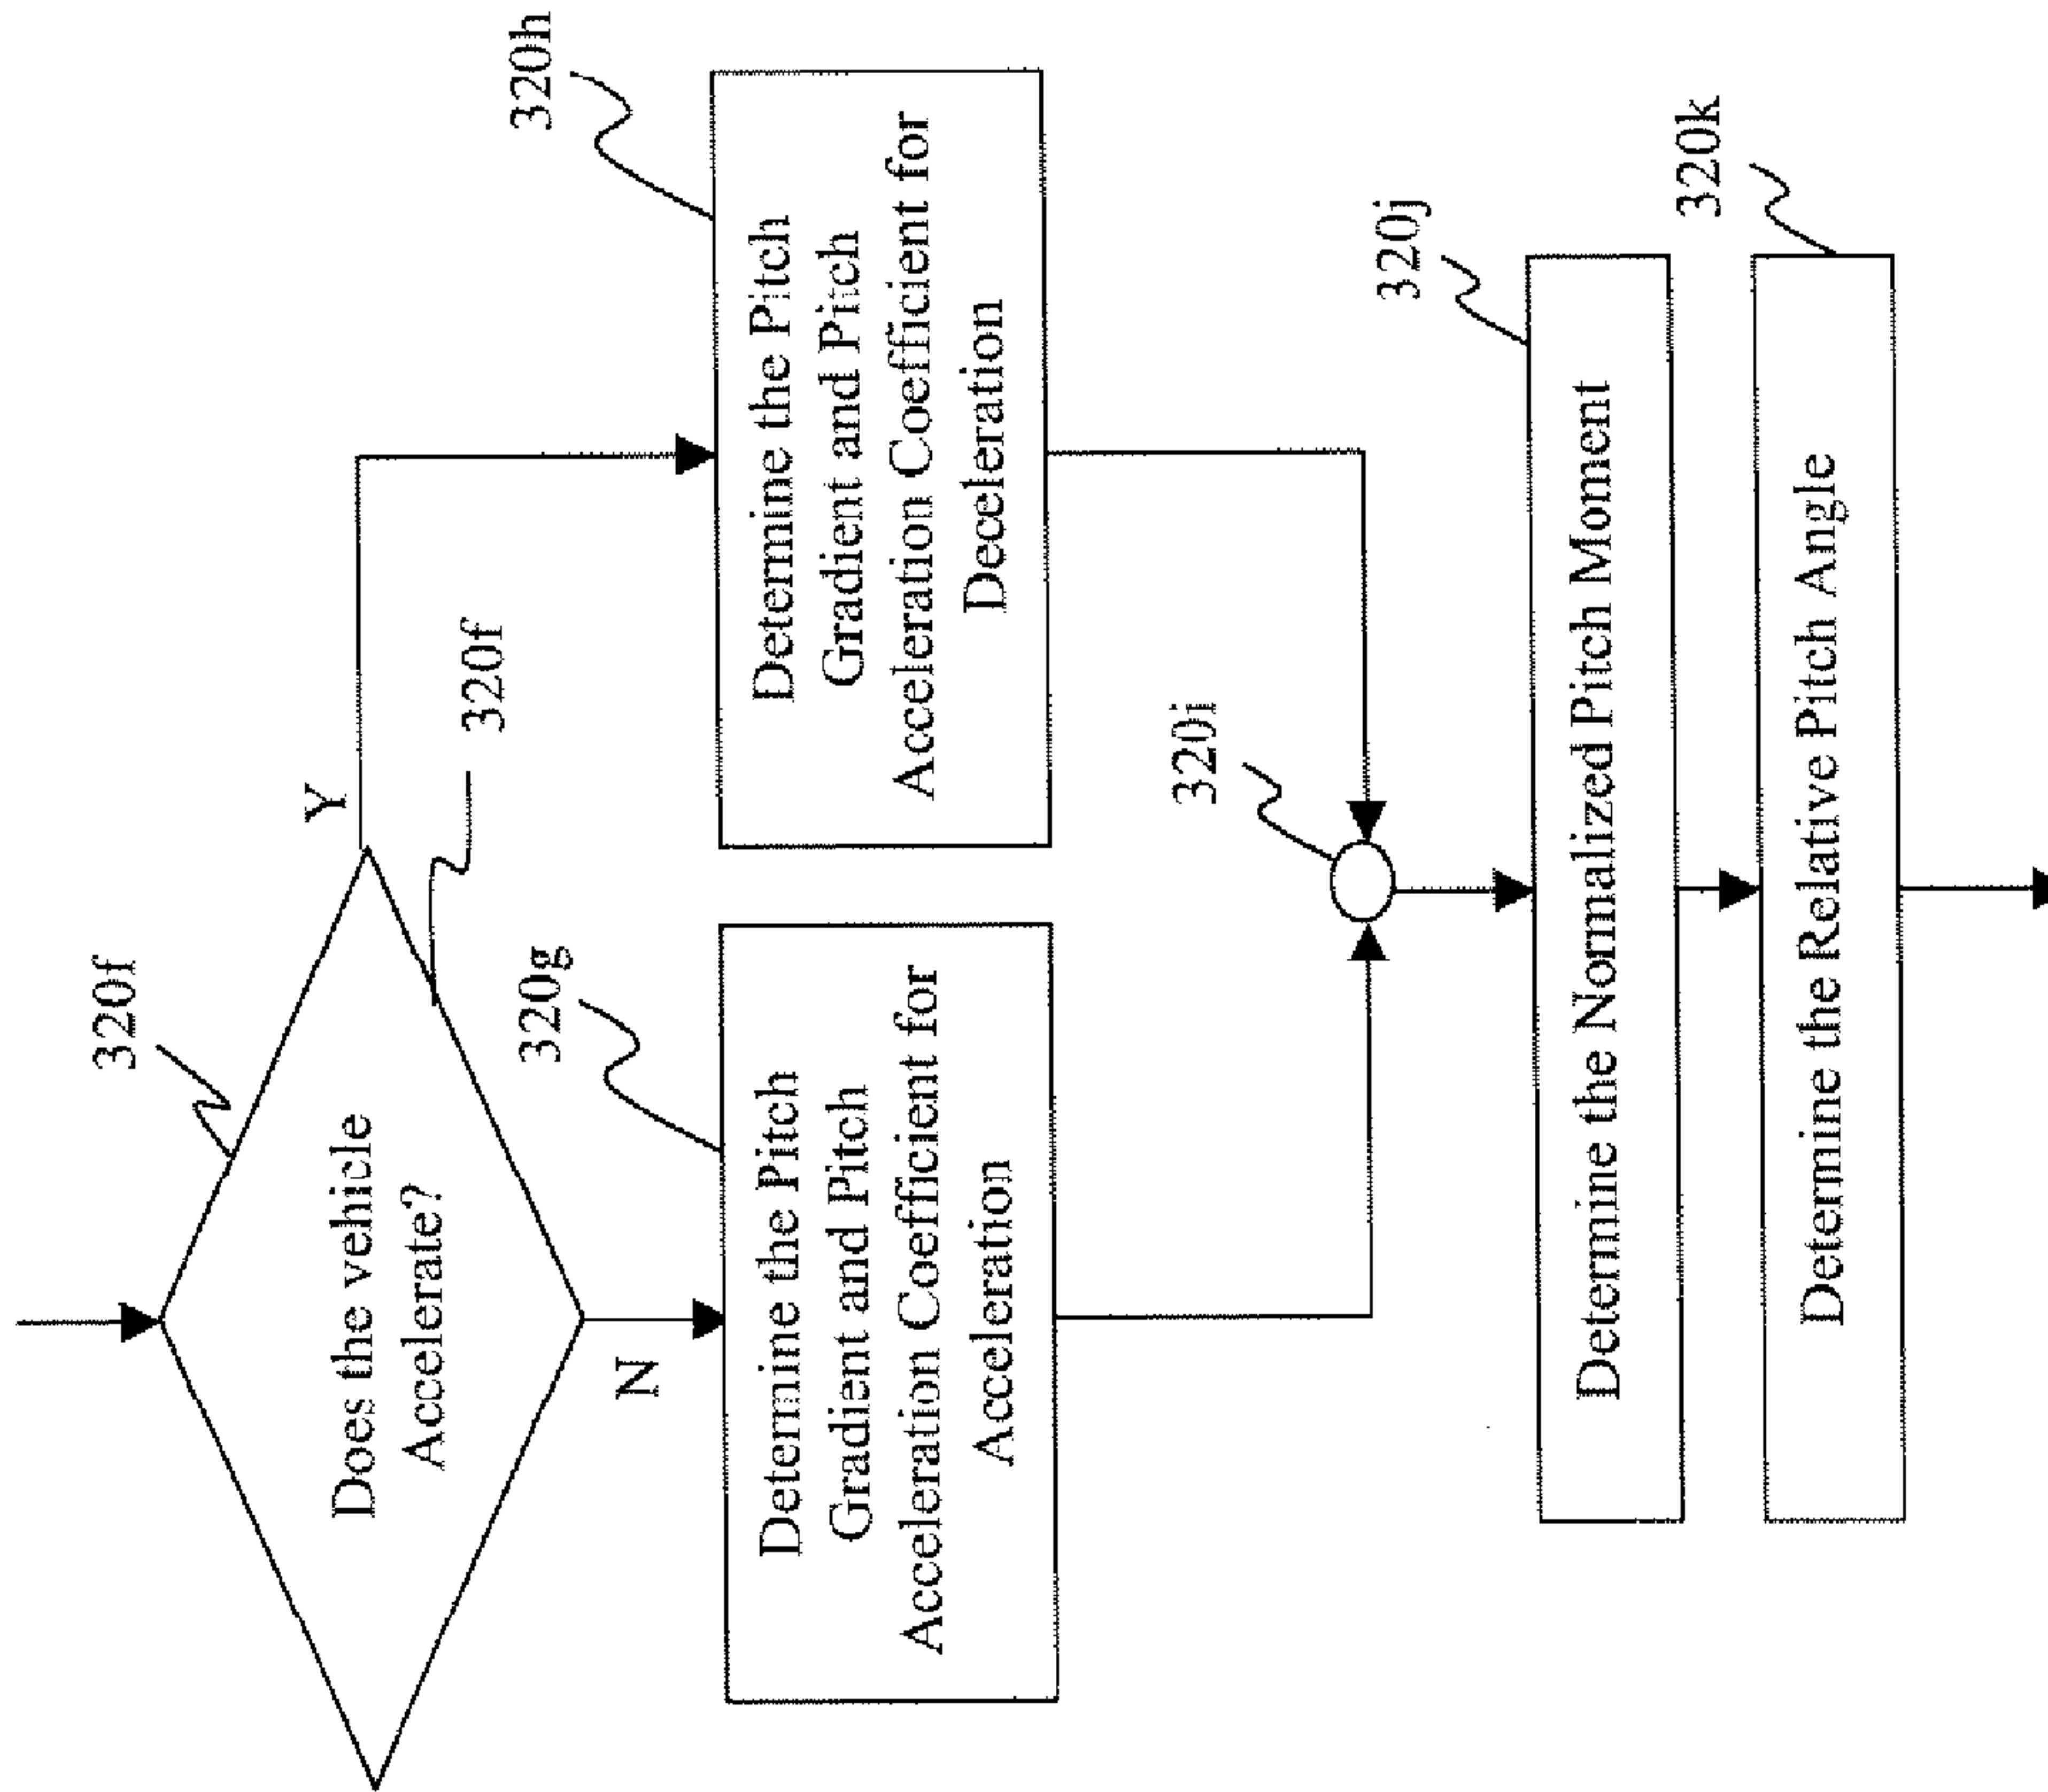 320f
Does the vehicle
Accelerate?
Y
320f
N
320g
Determine the Pitch
Gradient and Pitch
Acceleration Coefficient for
Acceleration
320h
Determine the Pitch
Gradient and Pitch
Acceleration Coefficient for
Deceleration
320i
320j
Determine the Normalized Pitch Moment
320k
Determine the Relative Pitch Angle